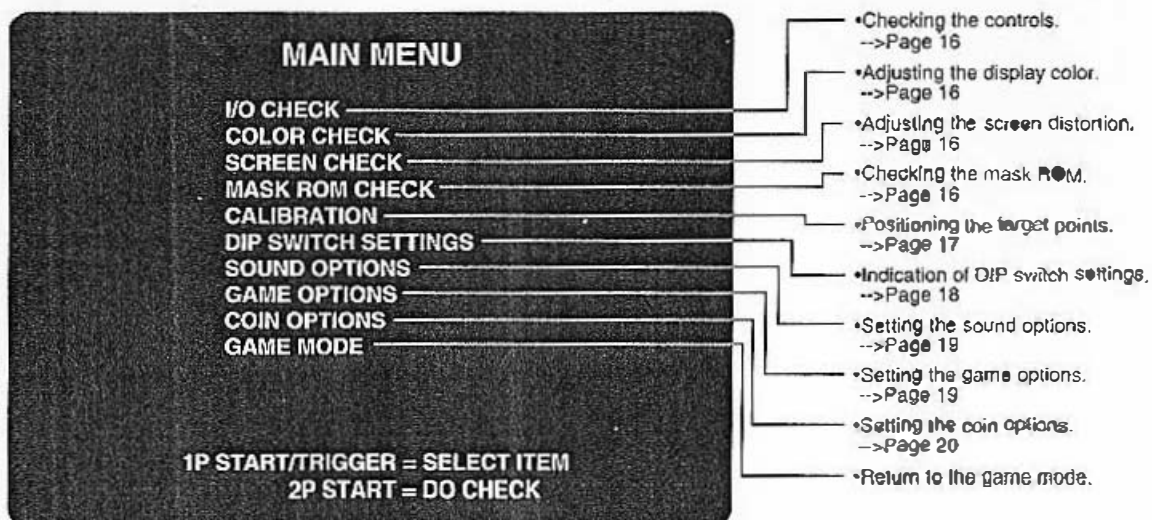 MAIN MENU
I/O CHECK
COLOR CHECK
SCREEN CHECK
MASK ROM CHECK
CALIBRATION
DIP SWITCH SETTINGS
SOUND OPTIONS
GAME OPTIONS
COIN OPTIONS
GAME MODE
1P START/TRIGGER = SELECT ITEM
2P START = DO CHECK
•Checking the controls.
-->Page 16
•Adjusting the display color.
-->Page 16
•Adjusting the screen distortion.
-->Page 16
•Checking the mask ROM.
-->Page 16
•Positioning the target points.
-->Page 17
•Indication of DIP switch settings.
-->Page 18
•Setting the sound options.
-->Page 19
•Setting the game options.
-->Page 19
•Setting the coin options.
-->Page 20
•Return to the game mode.